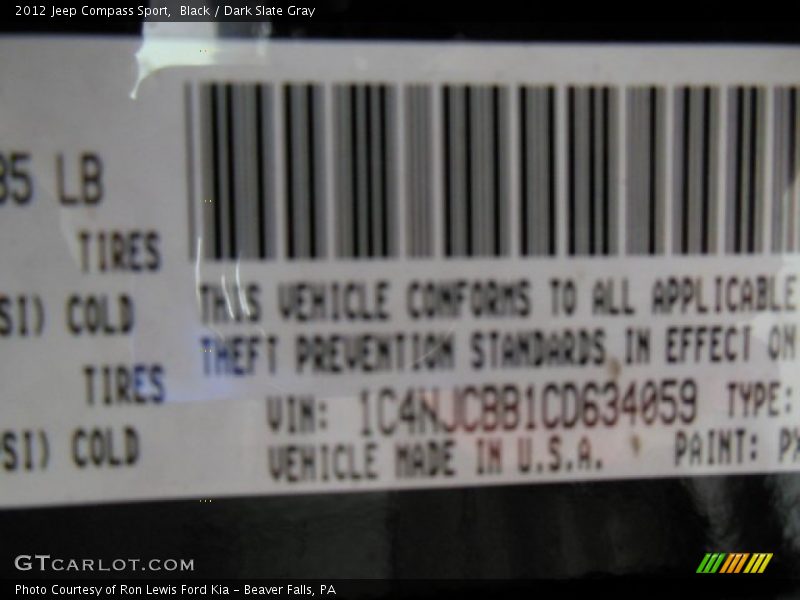 2012 Jeep Compass Sport,  Black / Dark Slate Gray
85 LB
TIRES
SI) COLD
TIRES
SI) COLD
THIS VEHICLE CONFORMS TO ALL APPLICABLE
THEFT PREVENTION STANDARDS IN EFFECT ON
VIN: 1C4NJCBB1CD634059 TYPE:
VEHICLE MADE IN U.S.A. PAINT: PX
GTCARLOT.COM
Photo Courtesy of Ron Lewis Ford Kia - Beaver Falls, PA